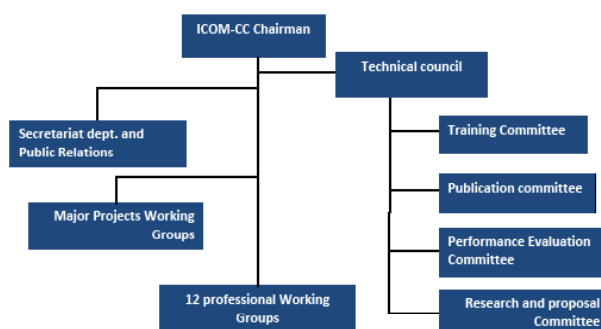 ICOM-CC Chairman
Technical council
Secretariat dept. and
Public Relations
Training Committee
Publication committee
Major Projects Working
Groups
Performance Evaluation
Committee
12 professional Working
Groups
Research and proposal
Committee